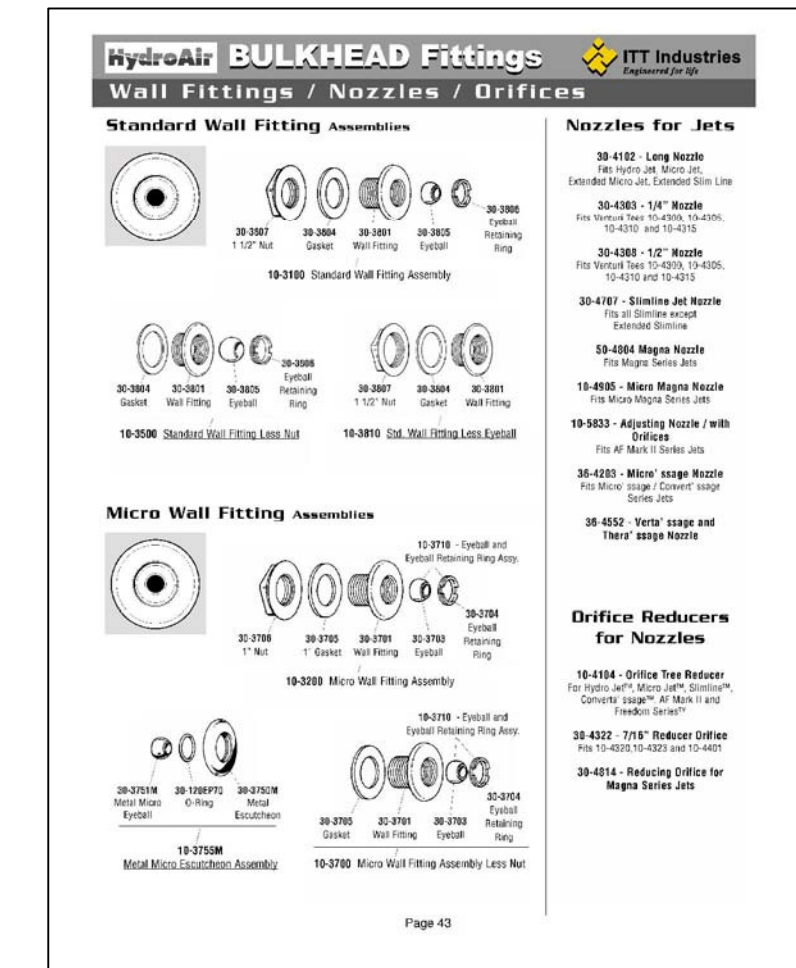 HydroAir BULKHEAD Fittings
ITT Industries
Engineered for life
Wall Fittings / Nozzles / Orifices
Standard Wall Fitting Assemblies
30-3807
1 1/2" Nut
30-3804
Gasket
30-3801
Wall Fitting
30-3805
Eyeball
30-3806
Eyeball
Retaining
Ring
10-3100 Standard Wall Fitting Assembly
30-3804
Gasket
30-3801
Wall Fitting
30-3805
Eyeball
30-3506
Eyeball
Retaining
Ring
10-3500 Standard Wall Fitting Less Nut
30-3807
1 1/2" Nut
30-3804
Gasket
30-3801
Wall Fitting
10-3810 Std. Wall Fitting Less Eyeball
Micro Wall Fitting Assemblies
10-3710 - Eyeball and
Eyeball Retaining Ring Assy.
30-3706
1" Nut
30-3705
1" Gasket
30-3701
Wall Fitting
30-3703
Eyeball
30-3704
Eyeball
Retaining
Ring
10-3200 Micro Wall Fitting Assembly
30-3751M
Metal Micro
Eyeball
30-120EP70
O-Ring
30-3750M
Metal
Escutcheon
10-3755M
Metal Micro Escutcheon Assembly
10-3710 - Eyeball and
Eyeball Retaining Ring Assy.
30-3705
Gasket
30-3701
Wall Fitting
30-3703
Eyeball
30-3704
Eyeball
Retaining
Ring
10-3700 Micro Wall Fitting Assembly Less Nut
Nozzles for Jets
30-4102 - Long Nozzle
Fits Hydro Jet, Micro Jet,
Extended Micro Jet, Extended Slim Line
30-4303 - 1/4" Nozzle
Fits Venturi Tees 10-4300, 10-4305,
10-4310 and 10-4315
30-4308 - 1/2" Nozzle
Fits Venturi Tees 10-4300, 10-4305,
10-4310 and 10-4315
30-4707 - Slimline Jet Nozzle
Fits all Slimline except
Extended Slimline
50-4804 Magna Nozzle
Fits Magna Series Jets
10-4905 - Micro Magna Nozzle
Fits Micro Magna Series Jets
10-5833 - Adjusting Nozzle / with
Orifices
Fits AF Mark II Series Jets
36-4203 - Micro' ssage Nozzle
Fits Micro' ssage / Convert' ssage
Series Jets
36-4552 - Verta' ssage and
Thera' ssage Nozzle
Orifice Reducers
for Nozzles
10-4104 - Orifice Tree Reducer
For Hydro Jet™, Micro Jet™, Slimline™,
Converta' ssage™, AF Mark II and
Freedom Series™
30-4322 - 7/16" Reducer Orifice
Fits 10-4320,10-4323 and 10-4401
30-4814 - Reducing Orifice for
Magna Series Jets
Page 43